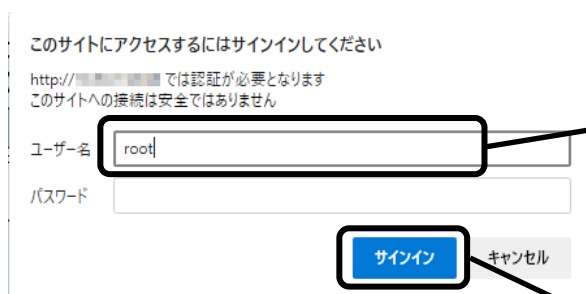 このサイトにアクセスするにはサインインしてください
http:// では認証が必要となります
このサイトへの接続は安全ではありません
ユーザー名 root
パスワード
サインイン キャンセル